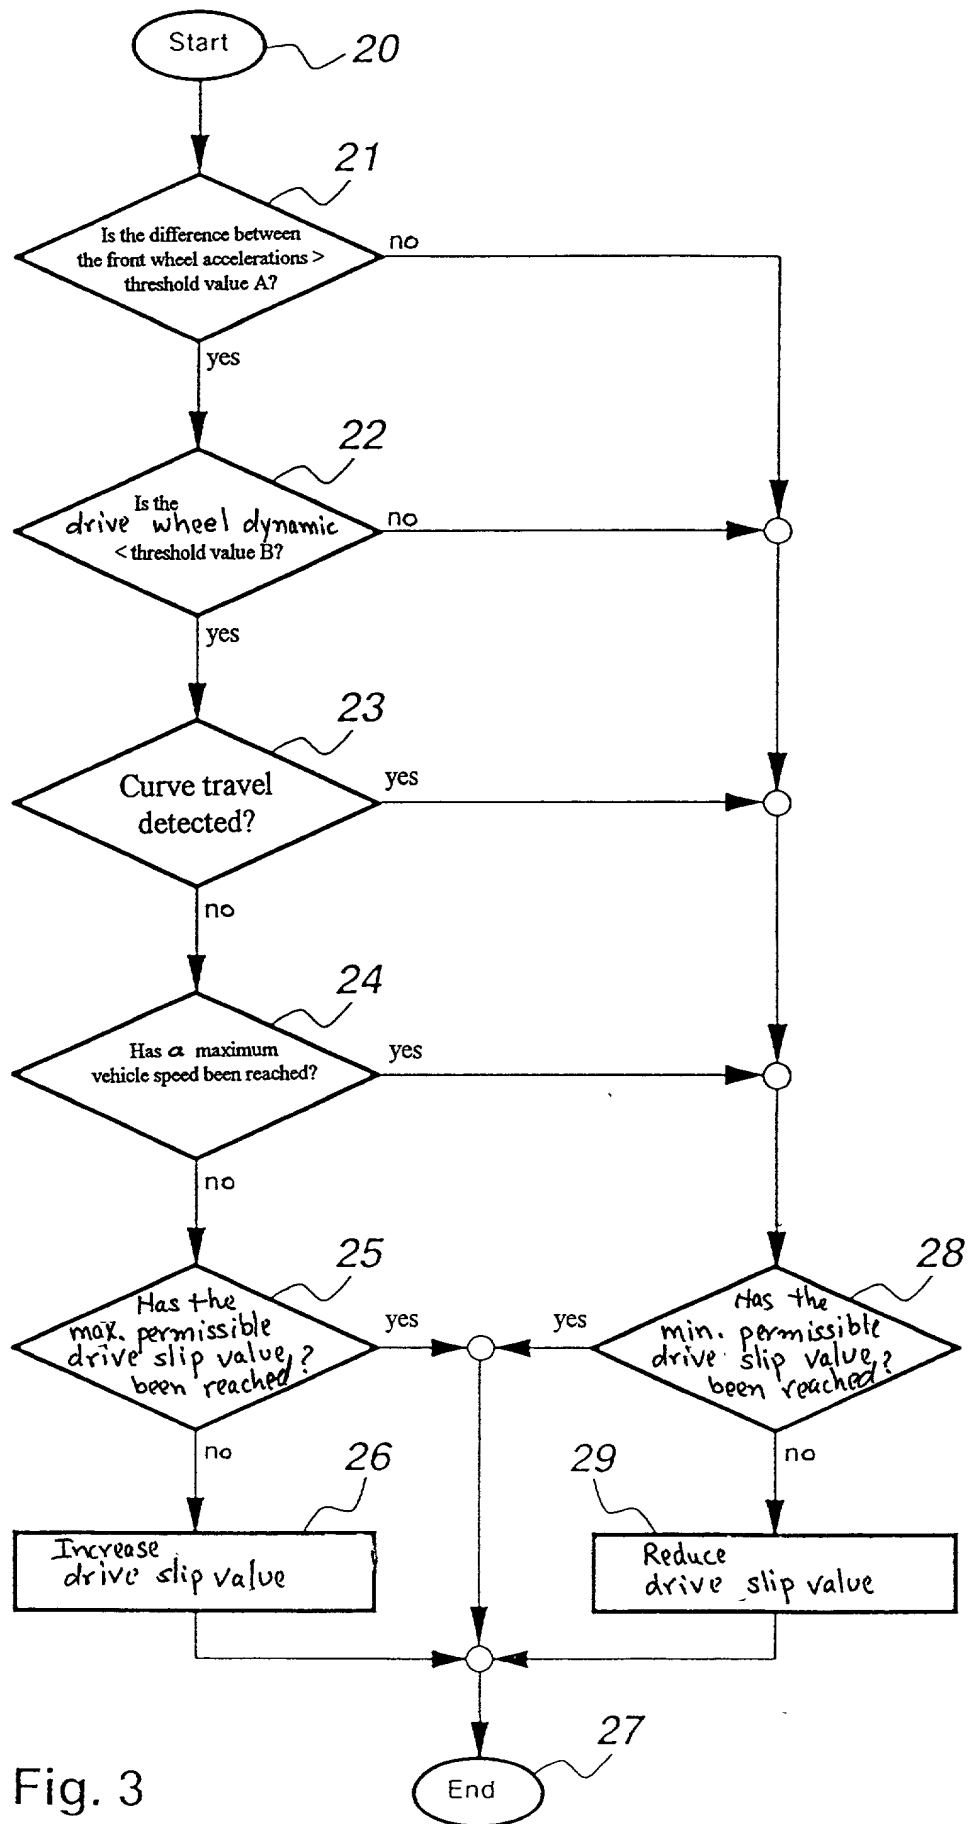 Start
20
21
Is the difference between
the front wheel accelerations >
threshold value A?
no
yes
22
Is the
drive wheel dynamic
< threshold value B?
no
yes
23
Curve travel
detected?
yes
no
24
Has a maximum
vehicle speed been reached?
yes
no
25
Has the
max. permissible
drive slip value
been reached?
yes
no
28
Has the
min. permissible
drive slip value
been reached?
yes
no
26
Increase
drive slip value
29
Reduce
drive slip value
27
End
Fig. 3